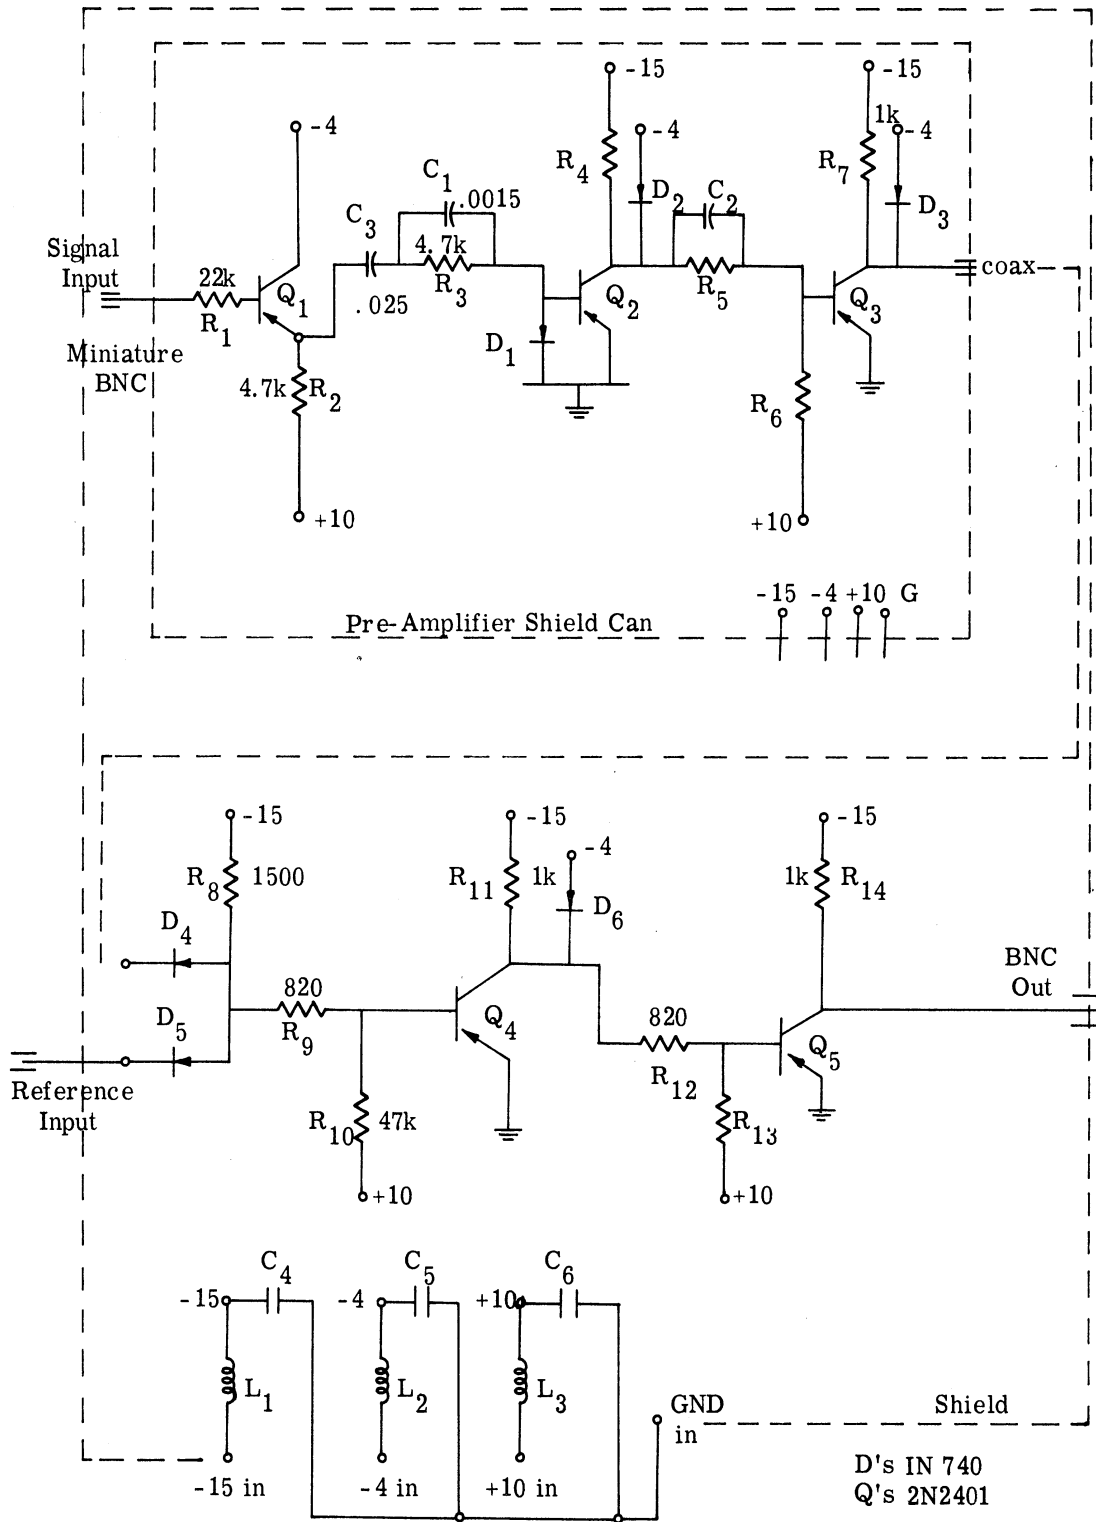 -15
-15
-4
-4
-4
1k
R4
R7
C1
.0015
D2
C2
D3
C3
Signal
Input
4.7k
coax
22k
Q1
R3
R5
Q2
Q3
.025
R1
D1
Miniature
BNC
4.7k
R2
R6
+10
+10
-15 -4 +10 G
Pre-Amplifier Shield Can
-15
-15
-15
-4
R8
1500
R11
1k
1k
R14
D6
D4
BNC
Out
820
D5
Q4
820
R9
Q5
Reference
Input
R12
R10
47k
R13
+10
+10
C4
C5
C6
-15
-4
+10
L1
L2
L3
GND
in
Shield
-15 in
-4 in
+10 in
D's IN 740
Q's 2N2401